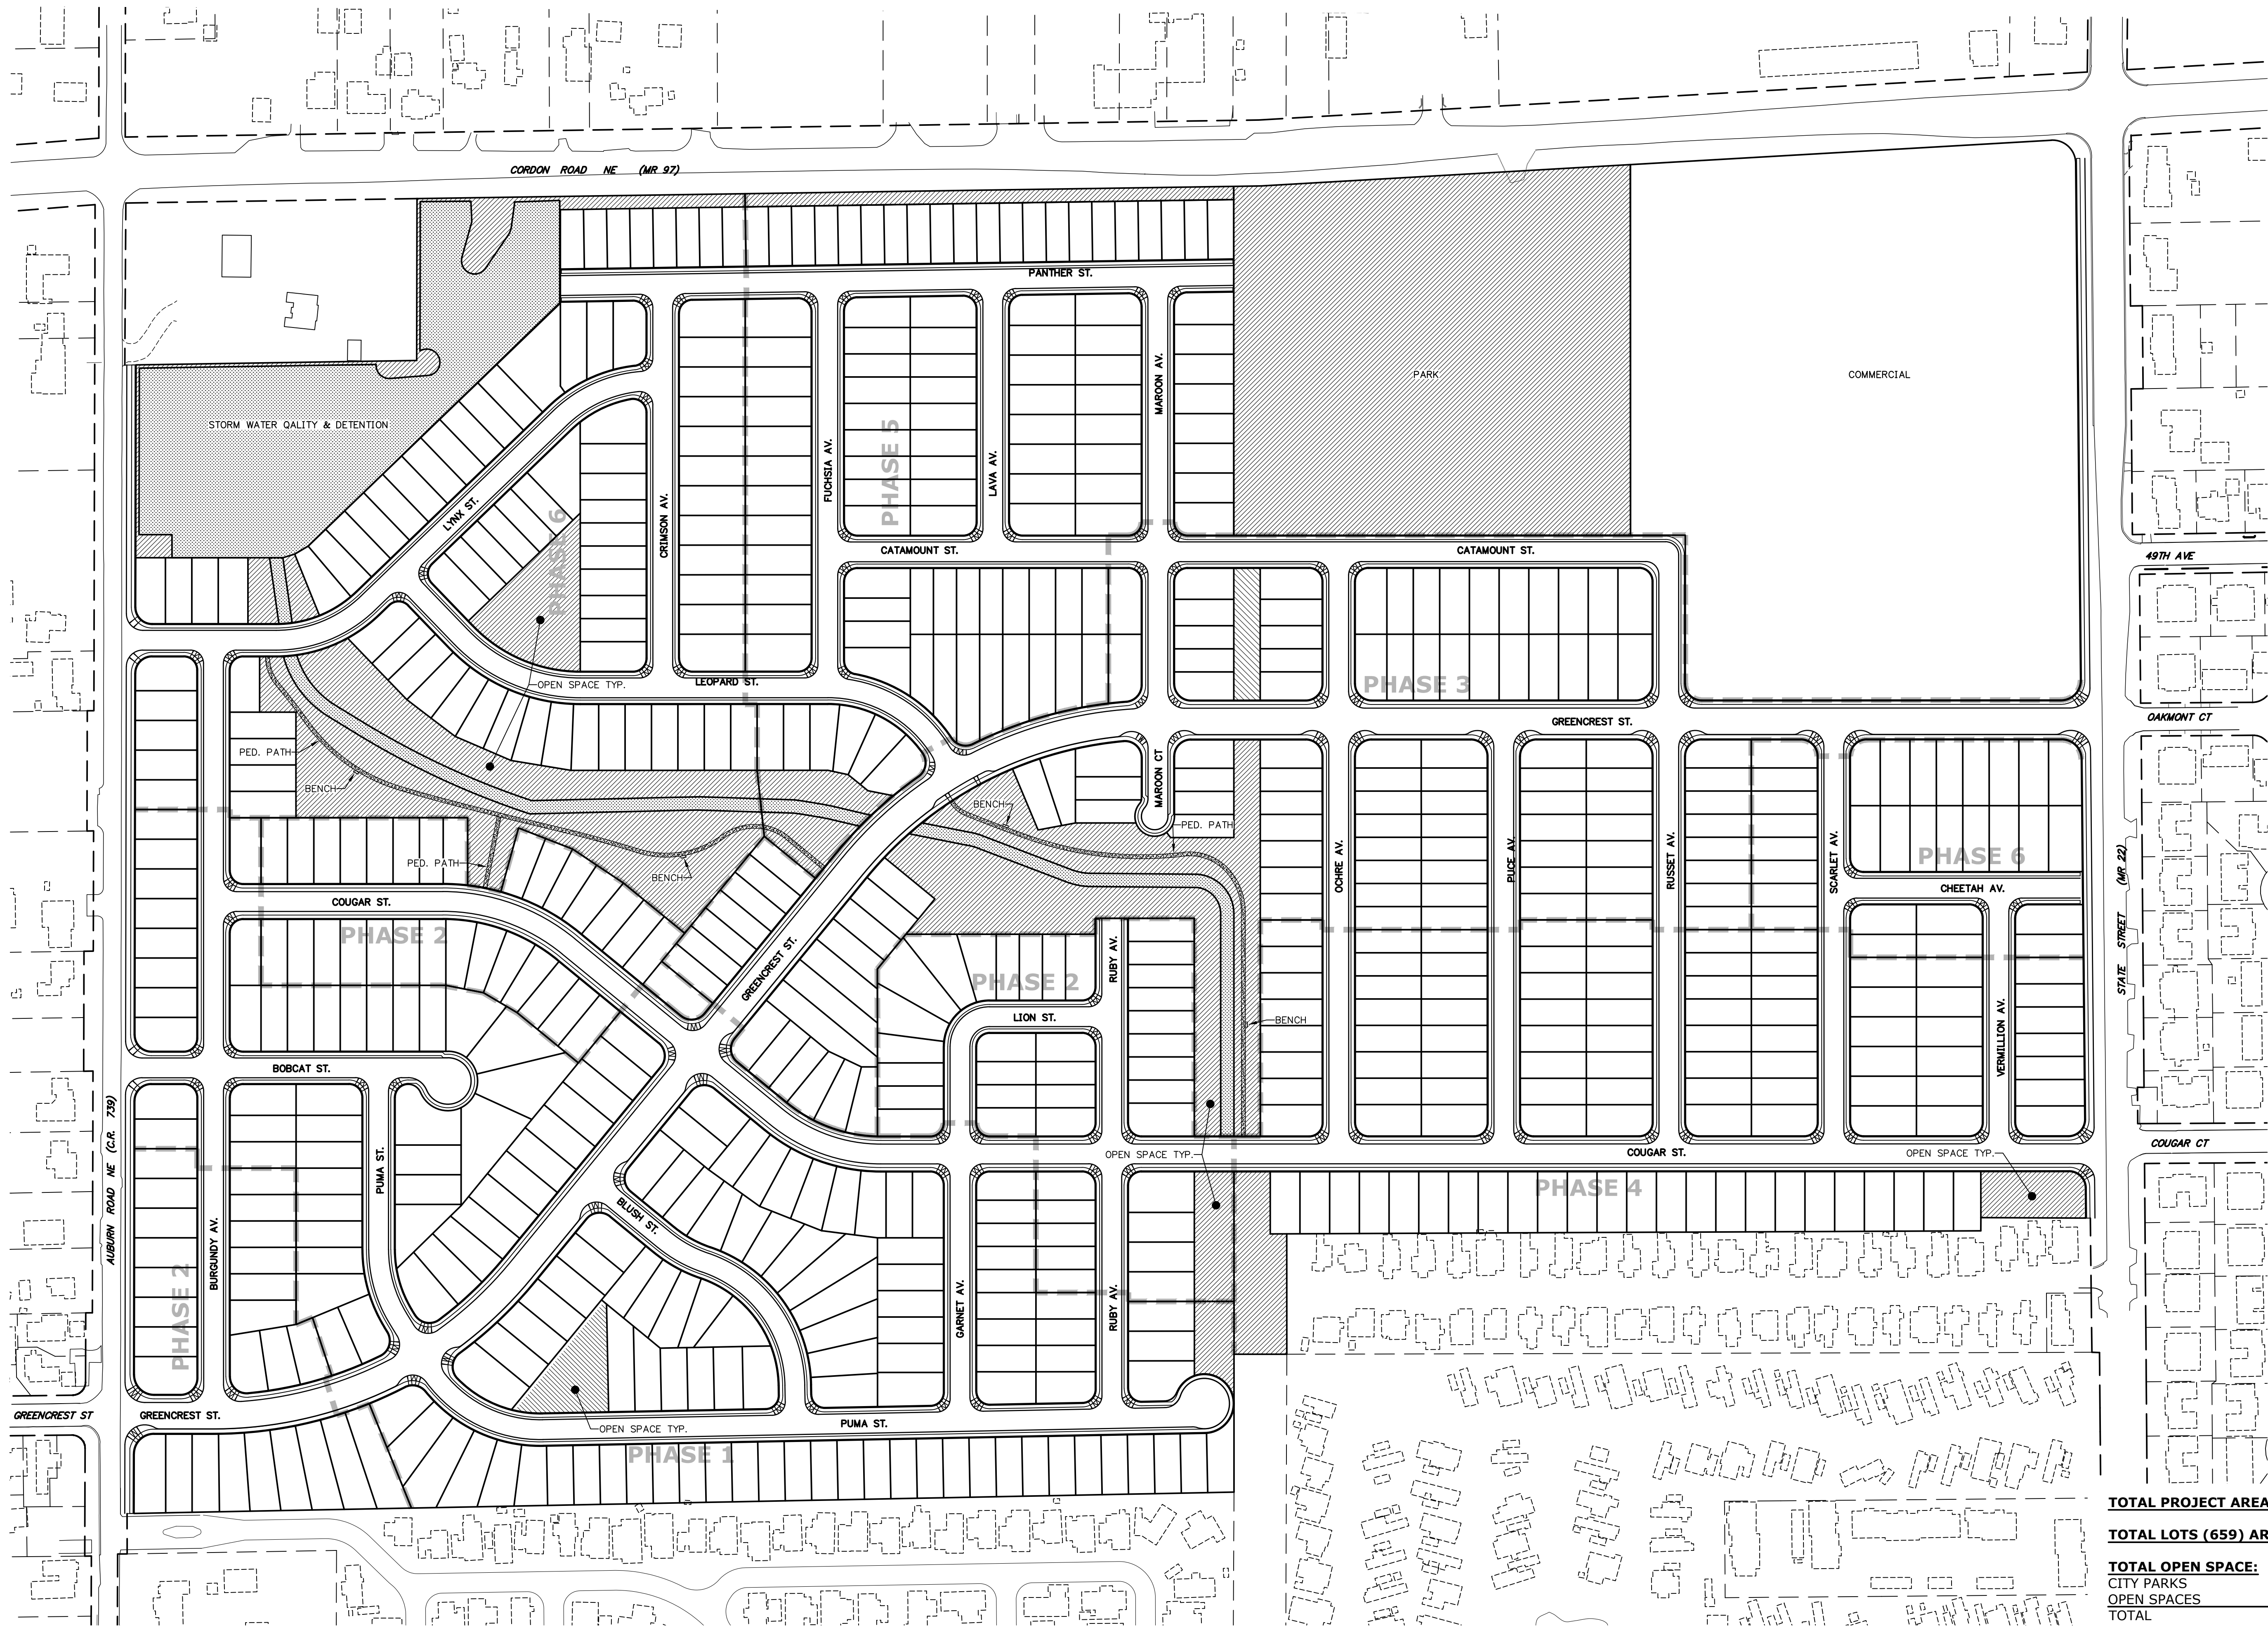 CORDON ROAD NE (MR 97)
PANTHER ST.
PARK
COMMERCIAL
MAROON AV.
STORM WATER QALITY & DETENTION
FUCHSIA AV.
PHASE 5
LAVA AV.
LYNX ST.
PHASE 6
CRIMSON AV.
CATAMOUNT ST.
CATAMOUNT ST.
49TH AVE
OPEN SPACE TYP.
LEOPARD ST.
PHASE 3
GREENCREST ST.
OAKMONT CT
PED. PATH
BENCH
MAROON CT
BENCH
PED. PATH
OCHRE AV.
PUCE AV.
RUSSET AV.
SCARLET AV.
PHASE 6
STATE STREET (MR 22)
CHEETAH AV.
PED. PATH
BENCH
COUGAR ST.
PHASE 2
GREENCREST ST.
PHASE 2
RUBY AV.
LION ST.
BENCH
VERMILLION AV.
BOBCAT ST.
AUBURN ROAD NE (C.R. 739)
PUMA ST.
OPEN SPACE TYP.
COUGAR ST.
OPEN SPACE TYP.
COUGAR CT
PHASE 4
BLUSH ST.
BURGUNDY AV.
PHASE 2
GARNET AV.
RUBY AV.
GREENCREST ST
GREENCREST ST.
OPEN SPACE TYP.
PUMA ST.
PHASE 1
TOTAL PROJECT AREA
TOTAL LOTS (659) AR
TOTAL OPEN SPACE:
CITY PARKS
OPEN SPACES
TOTAL